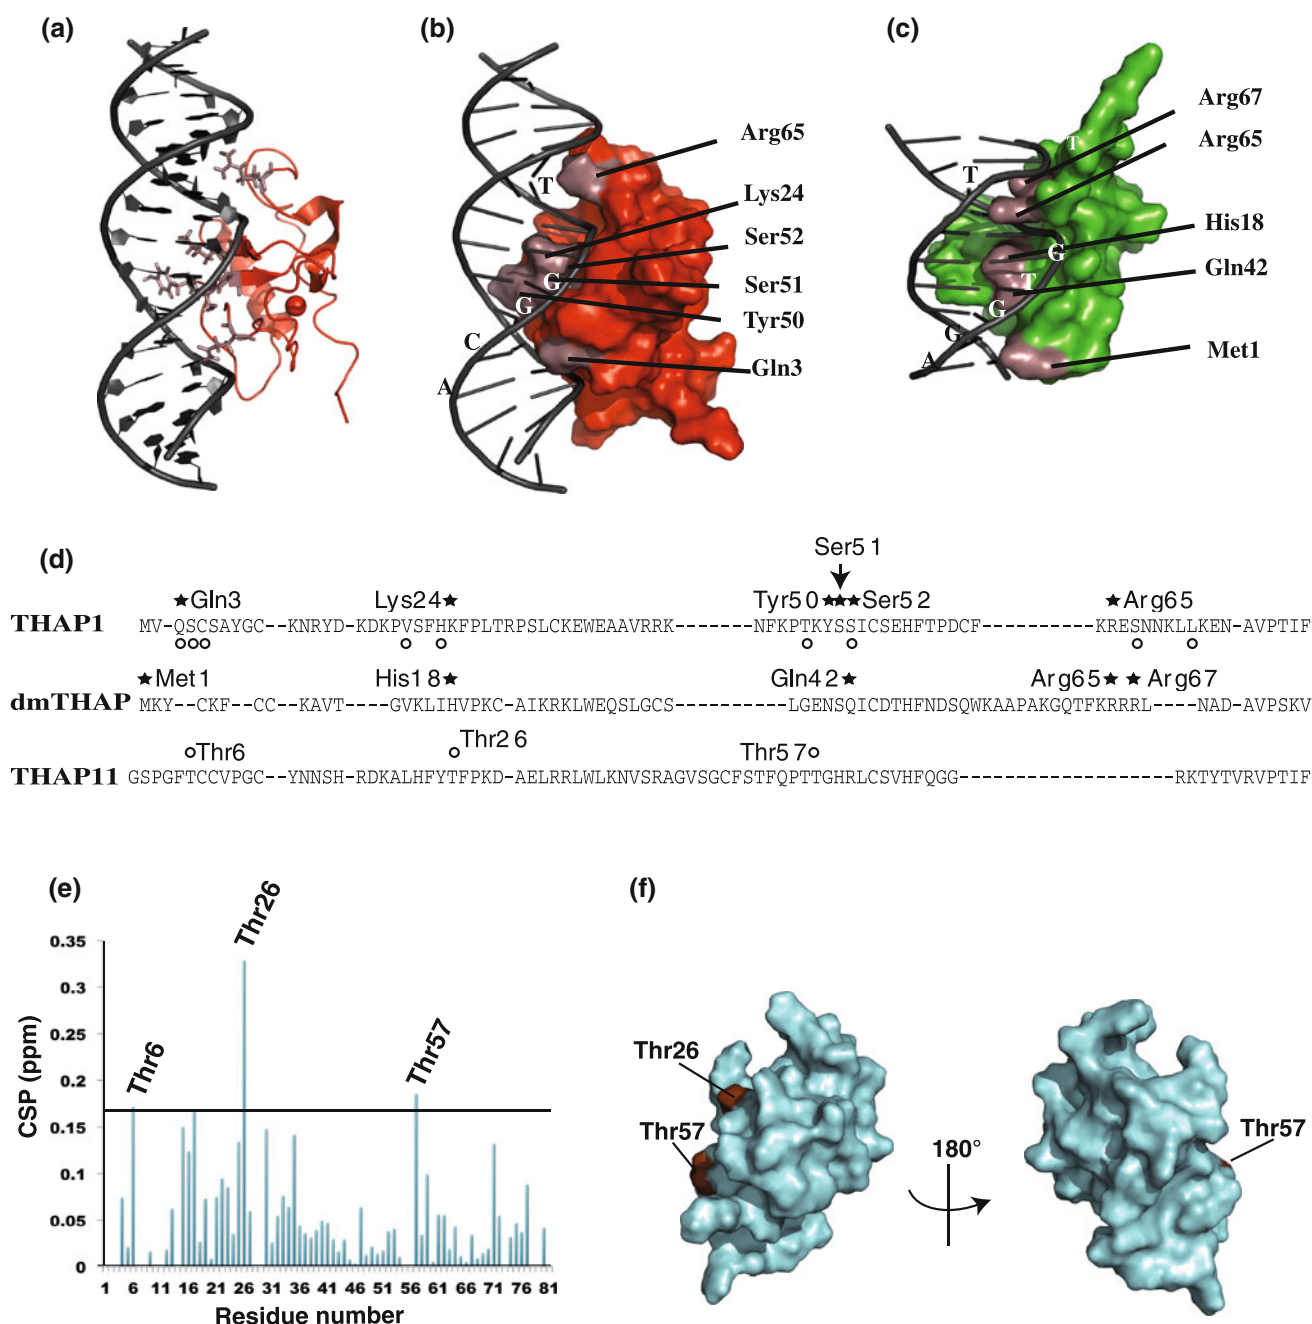 (a)
(b)
(c)
Arg65
Lys24
Ser52
Ser51
Tyr50
Gln3
T
G
G
C
A
Arg67
Arg65
His18
Gln42
Met1
T
T
G
T
G
G
A
(d)
Ser51
Gln3 Lys24 Tyr50 Ser52 Arg65
THAP1 MV-QSCSAYGC--KNRYD-KDKPVSFHKFPLTRPSLCKEWEAAVRRK-------NFKPTKYSSICSEHFTPDCF------------KRESNNKLLKEN-AVPTIF
Met1 His18 Gln42 Arg65 Arg67
dmTHAP MKY--CKF--CC--KAVT----GVKLIHVPKC-AIKRKLWEQSLGCS----------LGENSQICDTHFNDSQWKAAPAKGQTFKRRRL----NAD-AVPSKV
Thr6 Thr26 Thr57
THAP11 GSPGFTCCVPGC--YNNSH-RDKALHFYTFPKD-AELRRLWLKNVSRAGVSGCFSTFQPTTGHRLCSVHFQGG-------------------RKTYTVRVPTIF
(e)
Thr6
Thr26
Thr57
CSP (ppm)
0.35
0.3
0.25
0.2
0.15
0.1
0.05
0
1 6 11 16 21 26 31 36 41 46 51 56 61 66 71 76 81
Residue number
(f)
Thr26
Thr57
180°
Thr57